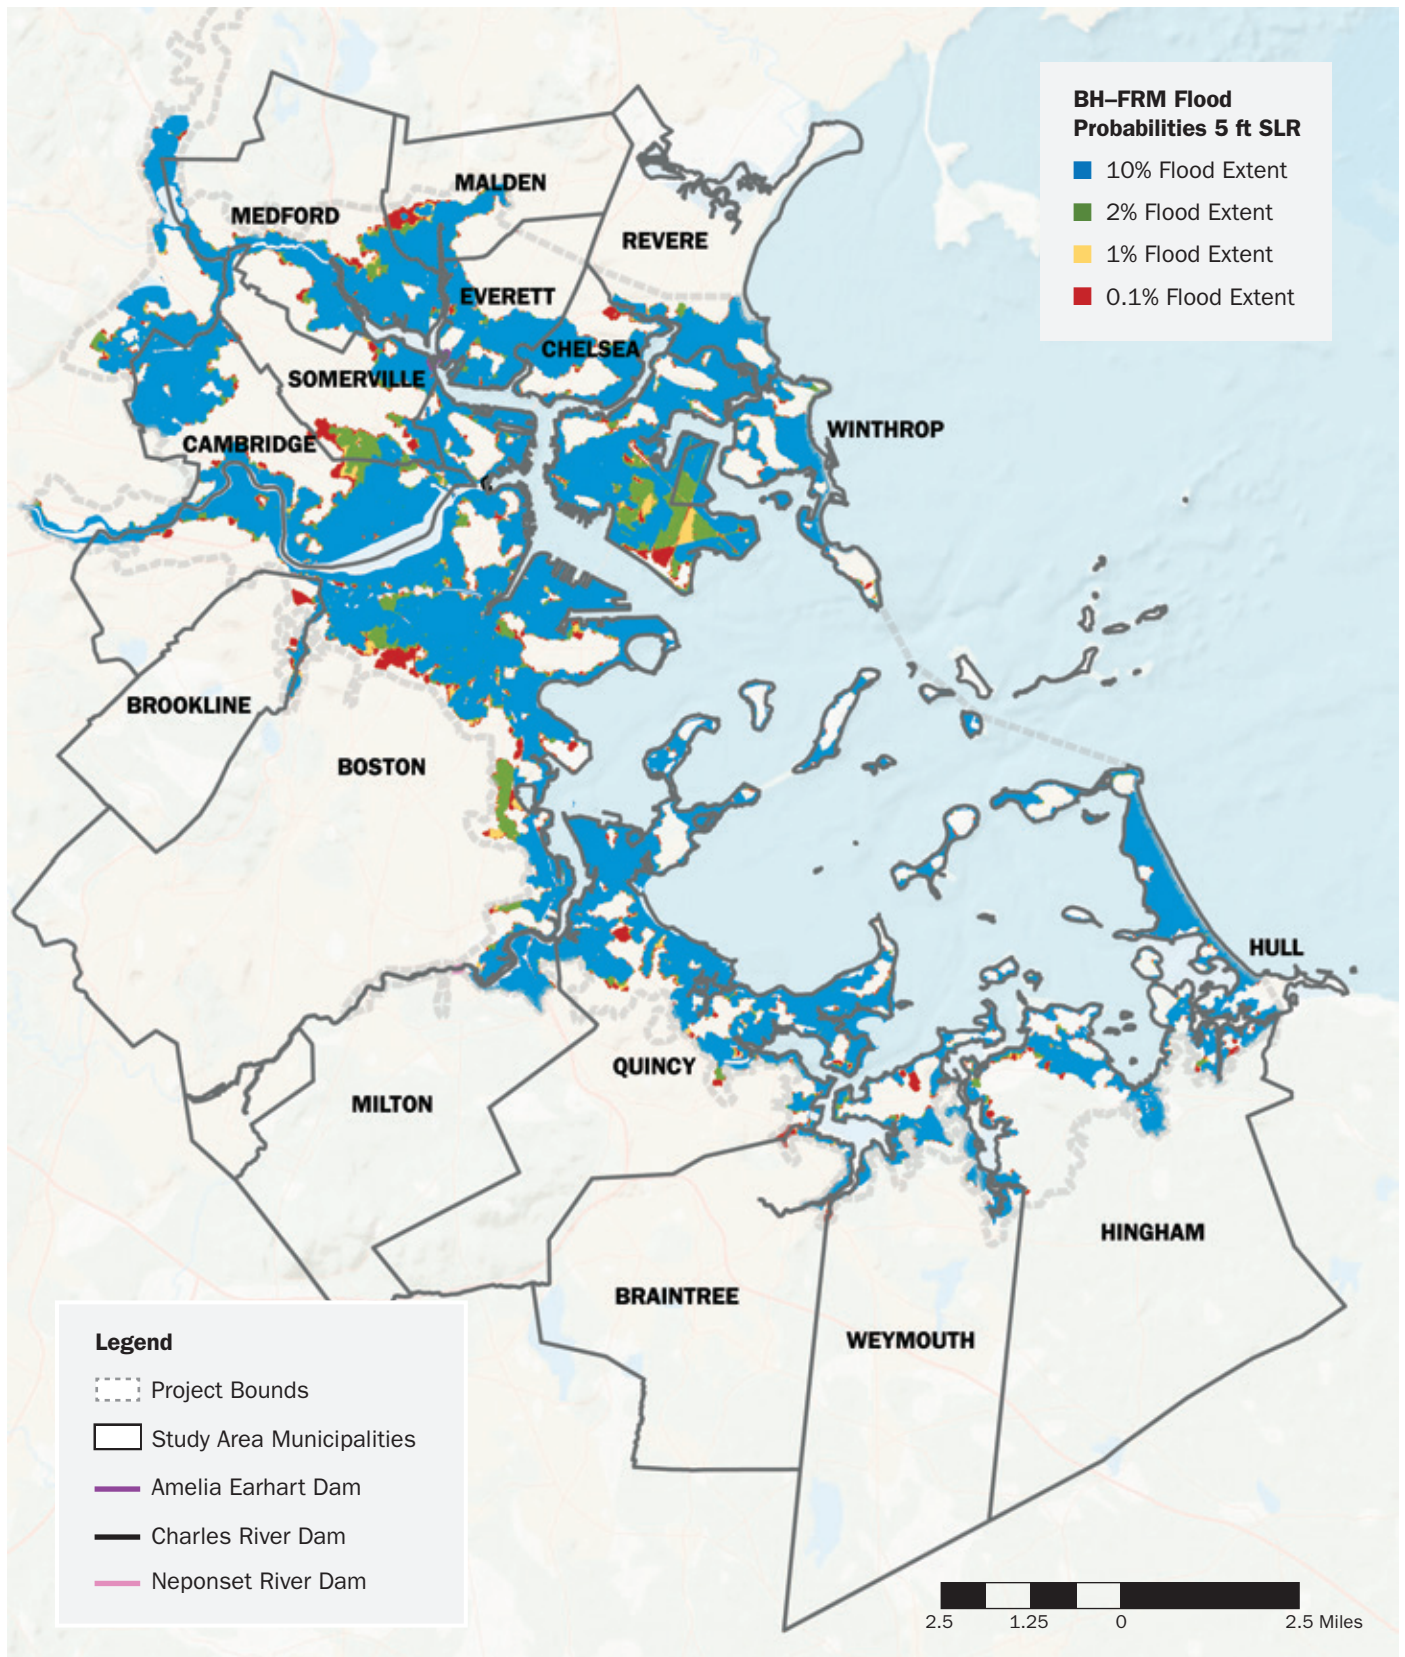 BH–FRM Flood
Probabilities 5 ft SLR
10% Flood Extent
2% Flood Extent
1% Flood Extent
0.1% Flood Extent
MALDEN
MEDFORD
REVERE
EVERETT
CHELSEA
SOMERVILLE
WINTHROP
CAMBRIDGE
BROOKLINE
BOSTON
HULL
QUINCY
MILTON
HINGHAM
BRAINTREE
WEYMOUTH
Legend
Project Bounds
Study Area Municipalities
Amelia Earhart Dam
Charles River Dam
Neponset River Dam
2.5 1.25 0 2.5 Miles